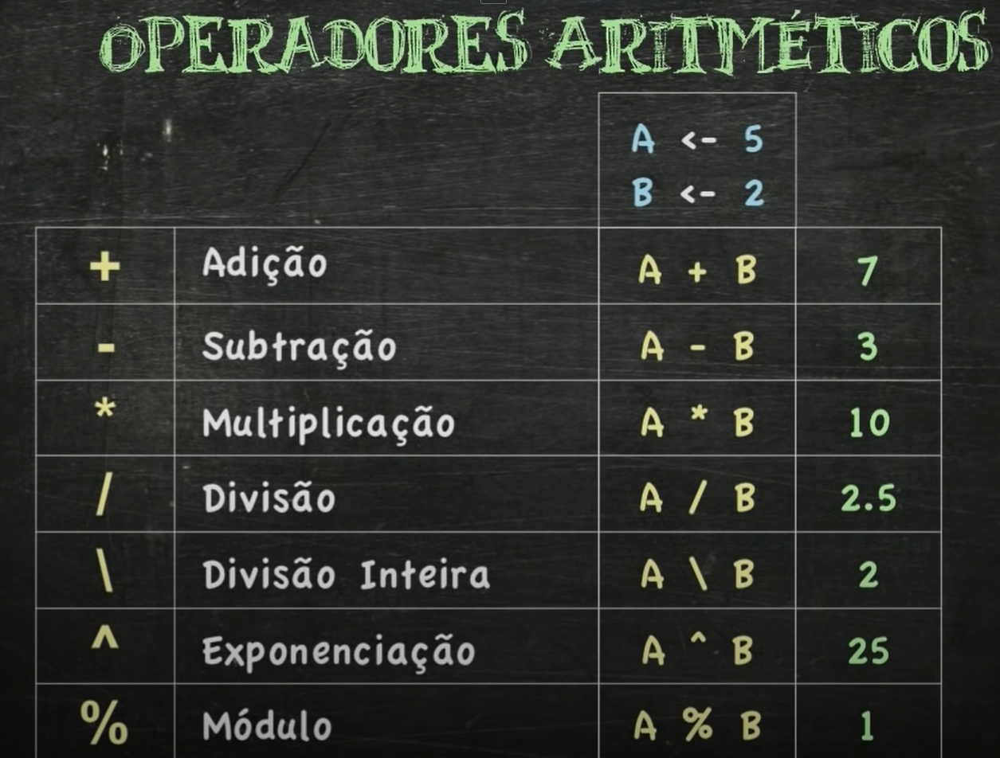 OPERADORES ARITMÉTICOS
A <- 5
B <- 2
+ Adição A + B 7
- Subtração A - B 3
* Multiplicação A * B 10
/ Divisão A / B 2.5
\ Divisão Inteira A \ B 2
^ Exponenciação A ^ B 25
% Módulo A % B 1